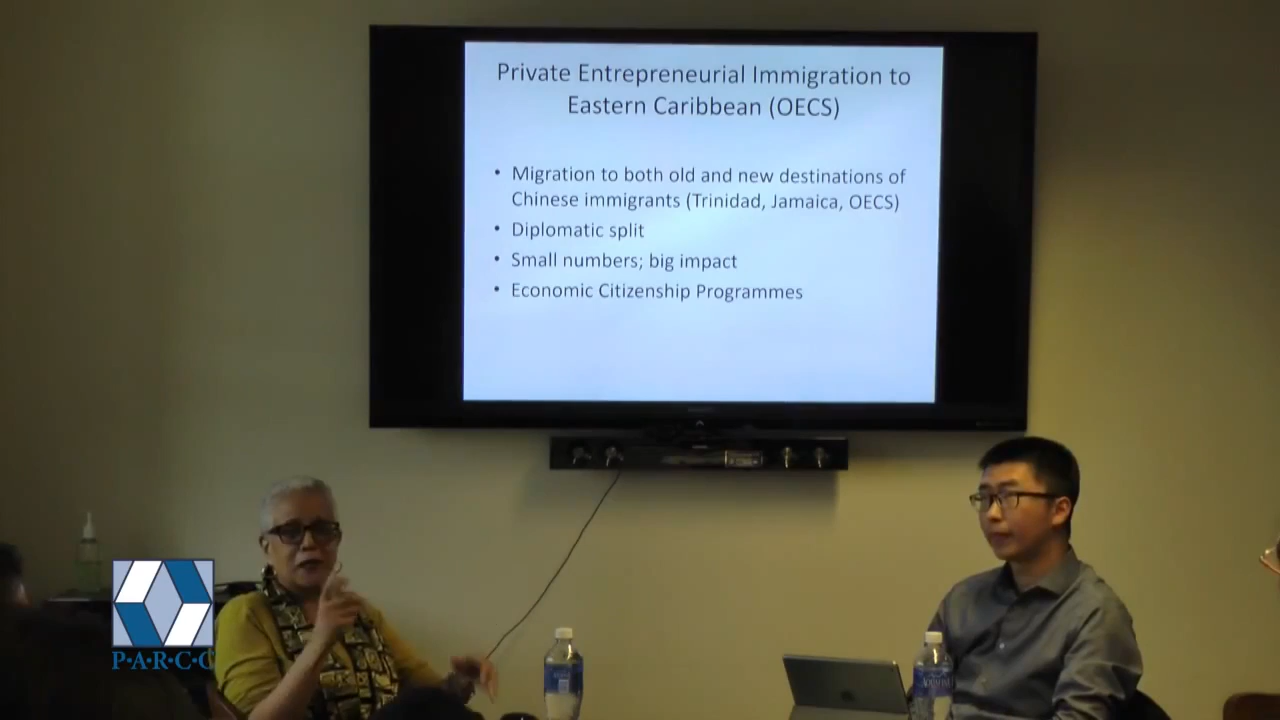 Private Entrepreneurial Immigration to
Eastern Caribbean (OECS)
• Migration to both old and new destinations of
Chinese immigrants (Trinidad, Jamaica, OECS)
• Diplomatic split
• Small numbers; big impact
• Economic Citizenship Programmes
P·A·R·C·C